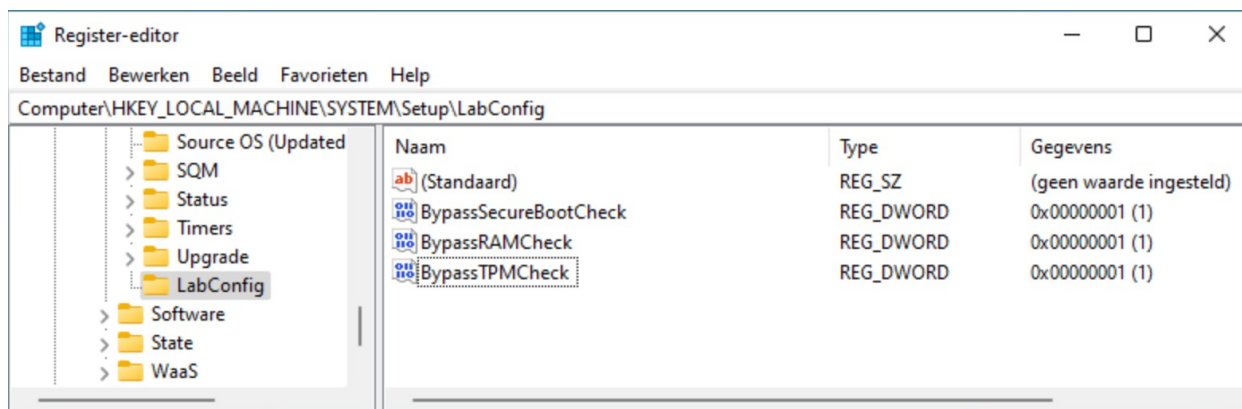 Register-editor
Bestand Bewerken Beeld Favorieten Help
Computer\HKEY_LOCAL_MACHINE\SYSTEM\Setup\LabConfig
Source OS (Updated
SQM
Status
Timers
Upgrade
LabConfig
Software
State
WaaS
Naam Type Gegevens
ab (Standaard) REG_SZ (geen waarde ingesteld)
BypassSecureBootCheck REG_DWORD 0x00000001 (1)
BypassRAMCheck REG_DWORD 0x00000001 (1)
BypassTPMCheck REG_DWORD 0x00000001 (1)